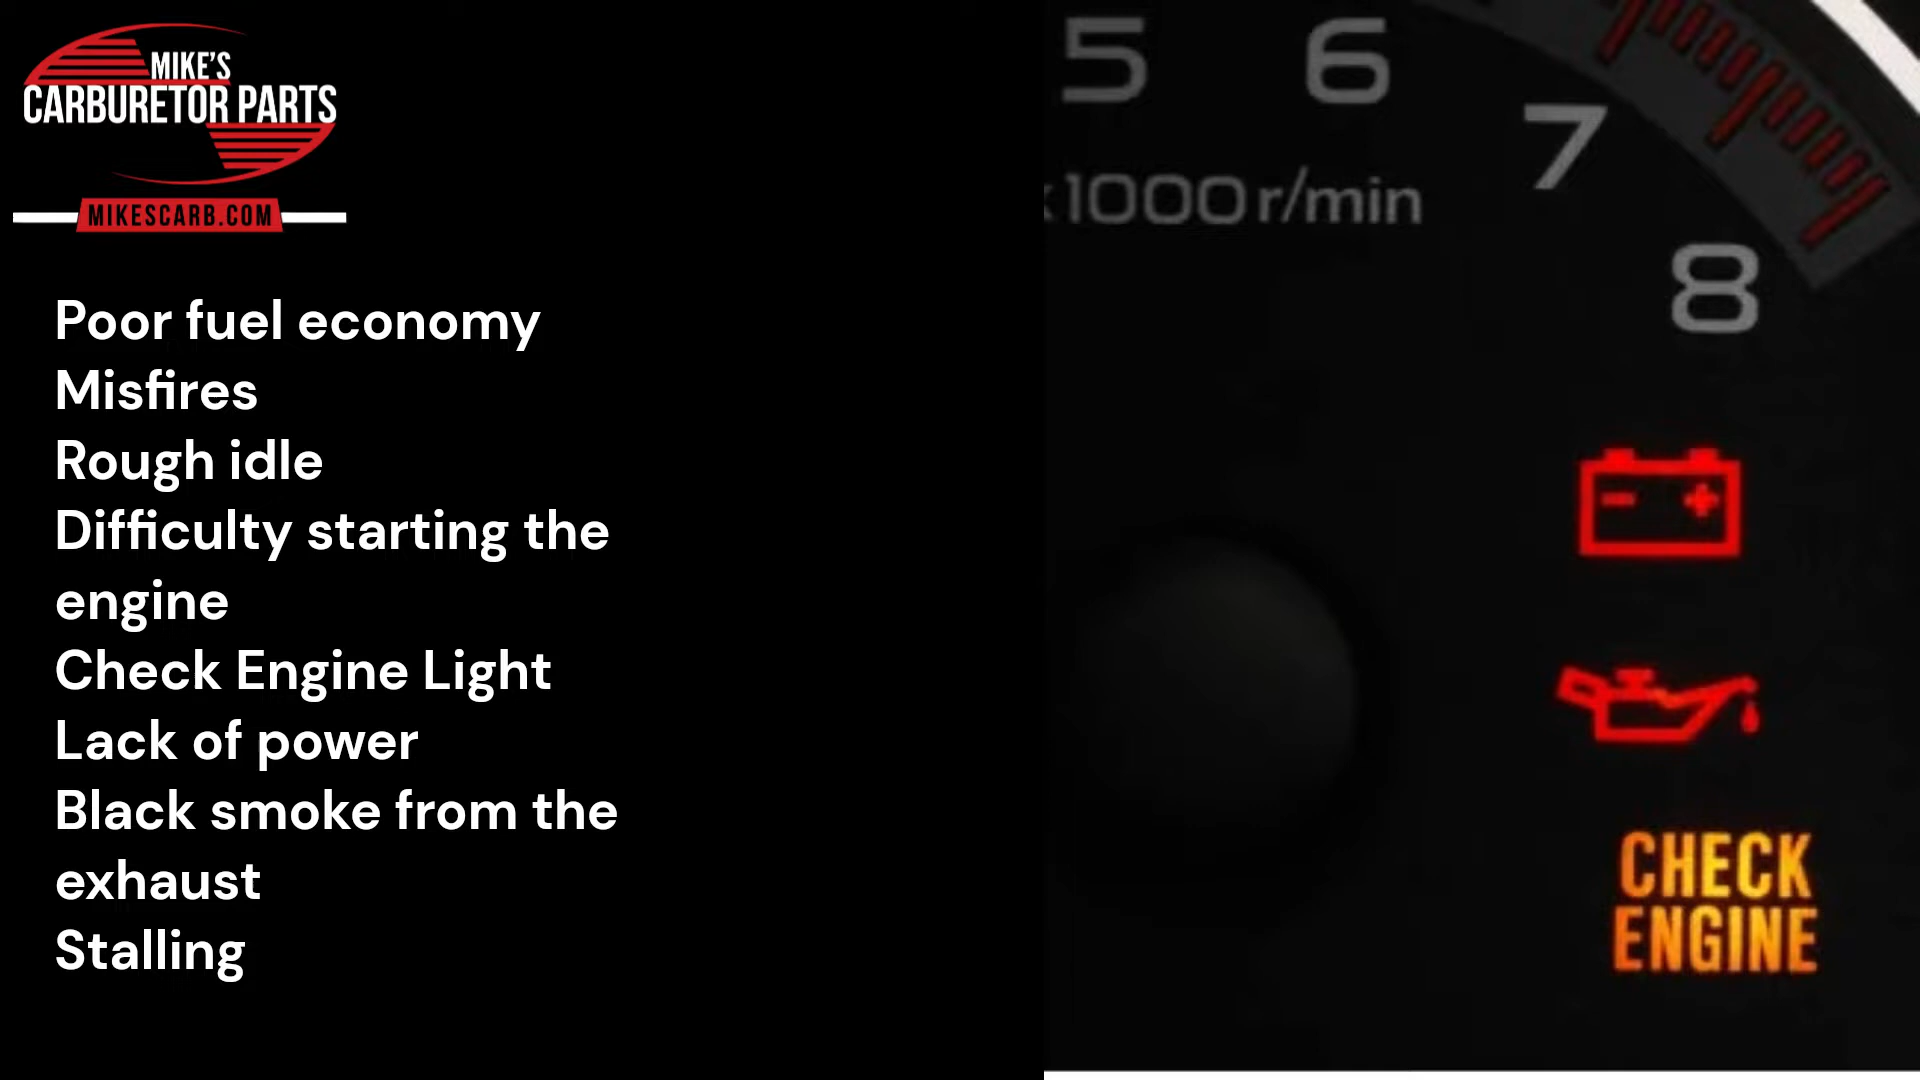 MIKE'S
CARBURETOR PARTS
MIKESCARB.COM
Poor fuel economy
Misfires
Rough idle
Difficulty starting the
engine
Check Engine Light
Lack of power
Black smoke from the
exhaust
Stalling
5 6
7
x1000 r/min
8
- +
CHECK
ENGINE